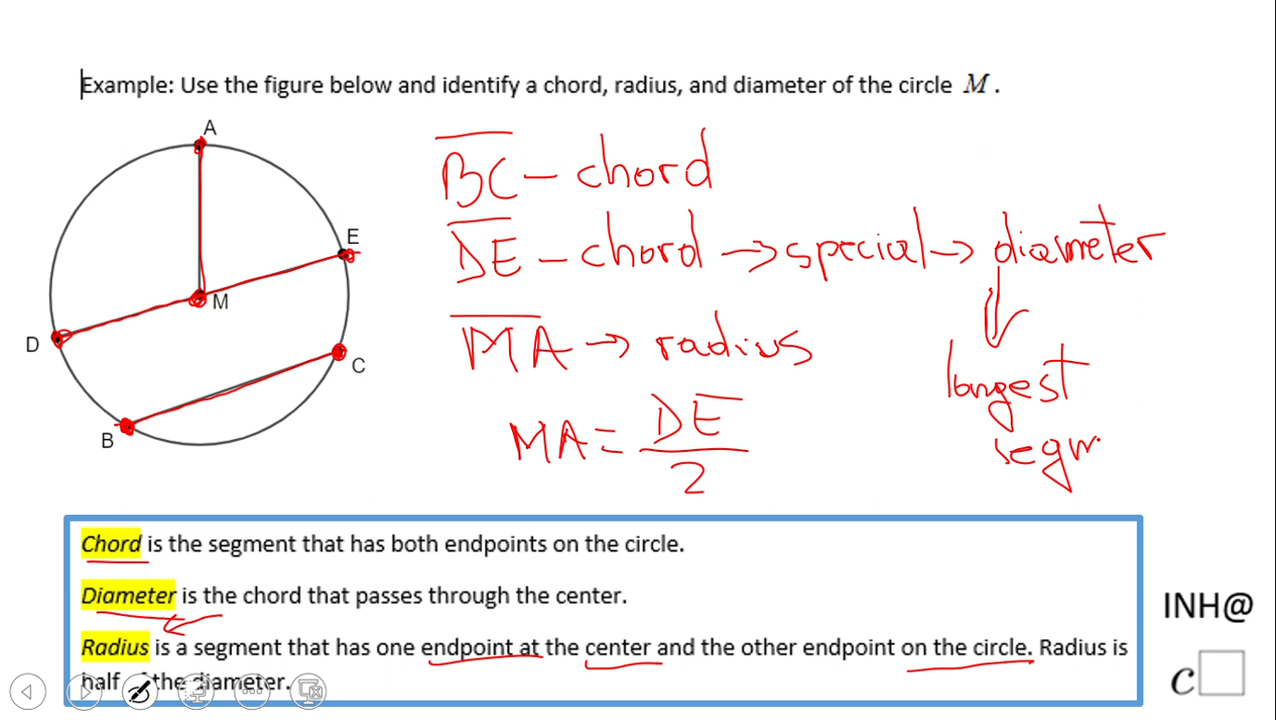 Example: Use the figure below and identify a chord, radius, and diameter of the circle M.
A
E
M
D
C
B
BC - chord
DE - chord → special → diameter
MA → radius
longest
segm
MA = DE/2
Chord is the segment that has both endpoints on the circle.
Diameter is the chord that passes through the center.
Radius is a segment that has one endpoint at the center and the other endpoint on the circle. Radius is
half the diameter.
INH@
c